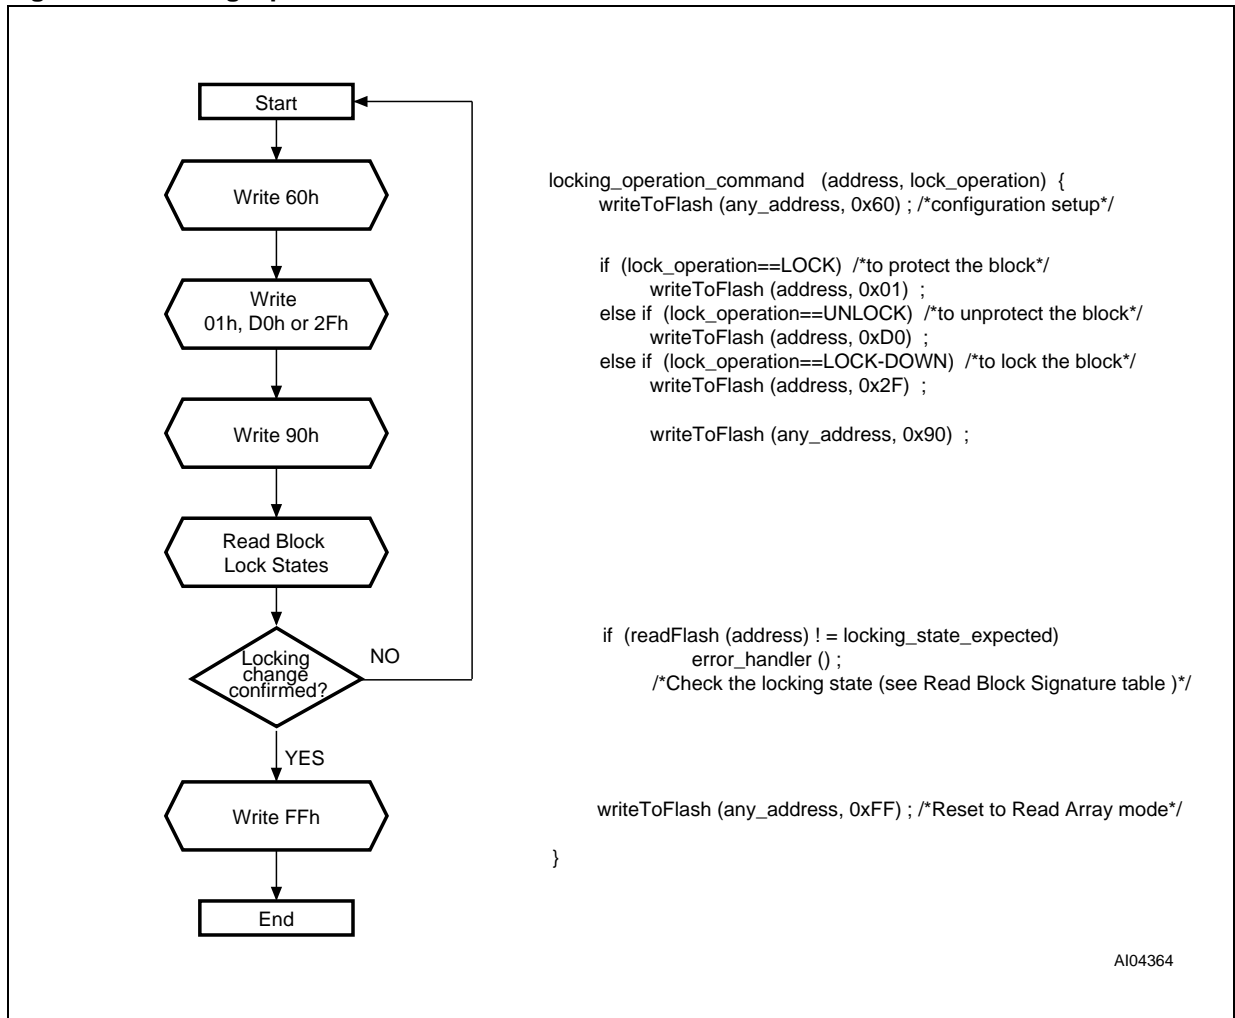 Start
Write 60h
Write
01h, D0h or 2Fh
Write 90h
Read Block
Lock States
Locking
change
confirmed?
NO
YES
Write FFh
End
locking_operation_command (address, lock_operation) {
writeToFlash (any_address, 0x60) ; /*configuration setup*/
if (lock_operation==LOCK) /*to protect the block*/
writeToFlash (address, 0x01) ;
else if (lock_operation==UNLOCK) /*to unprotect the block*/
writeToFlash (address, 0xD0) ;
else if (lock_operation==LOCK-DOWN) /*to lock the block*/
writeToFlash (address, 0x2F) ;
writeToFlash (any_address, 0x90) ;
if (readFlash (address) ! = locking_state_expected)
error_handler () ;
/*Check the locking state (see Read Block Signature table )*/
writeToFlash (any_address, 0xFF) ; /*Reset to Read Array mode*/
}
AI04364